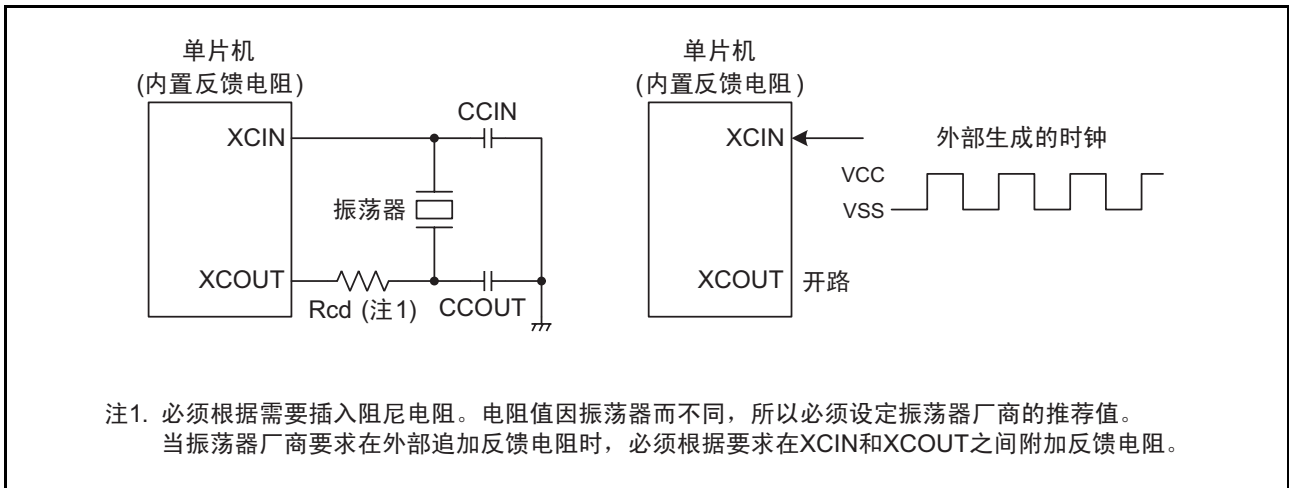 单片机
(内置反馈电阻)
XCIN
CCIN
振荡器
XCOUT
Rcd (注1)
CCOUT
单片机
(内置反馈电阻)
XCIN
外部生成的时钟
VCC
VSS
XCOUT
开路
注1. 必须根据需要插入阻尼电阻。电阻值因振荡器而不同，所以必须设定振荡器厂商的推荐值。
当振荡器厂商要求在外部追加反馈电阻时，必须根据要求在XCIN和XCOUT之间附加反馈电阻。